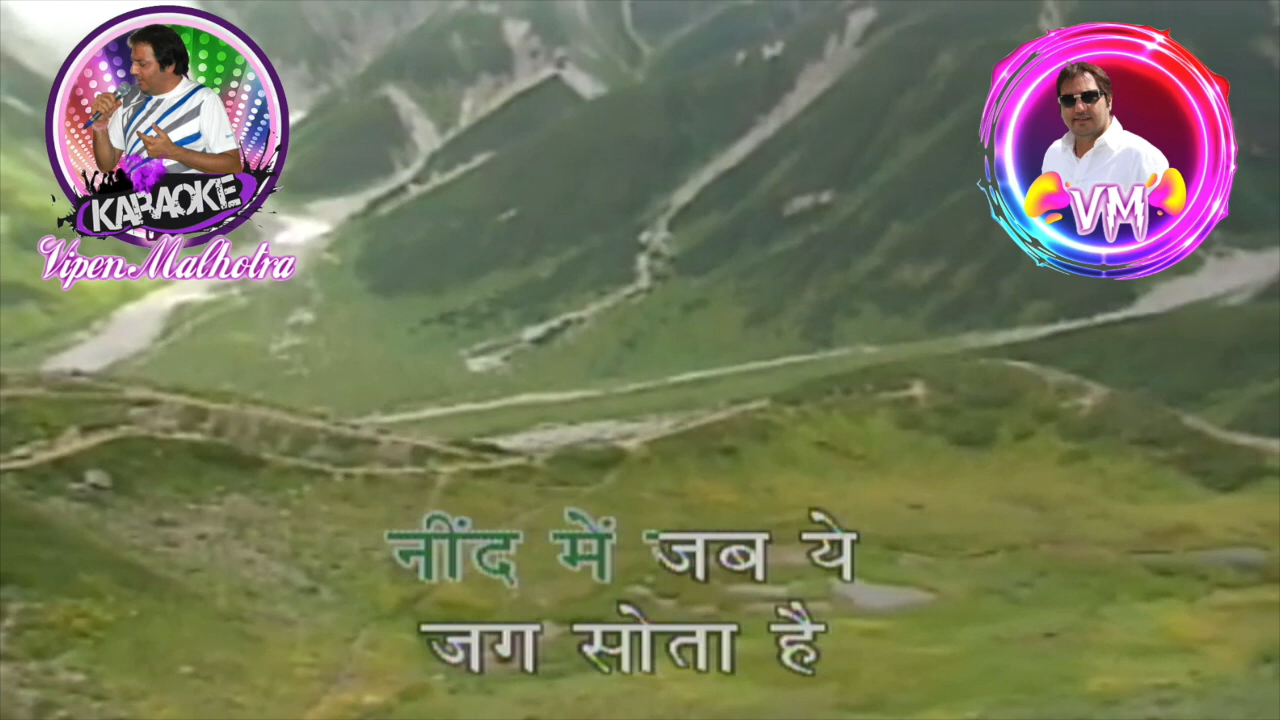 KARAOKE
Vipen Malhotra
VM
नींद में जब ये
जग सोता है